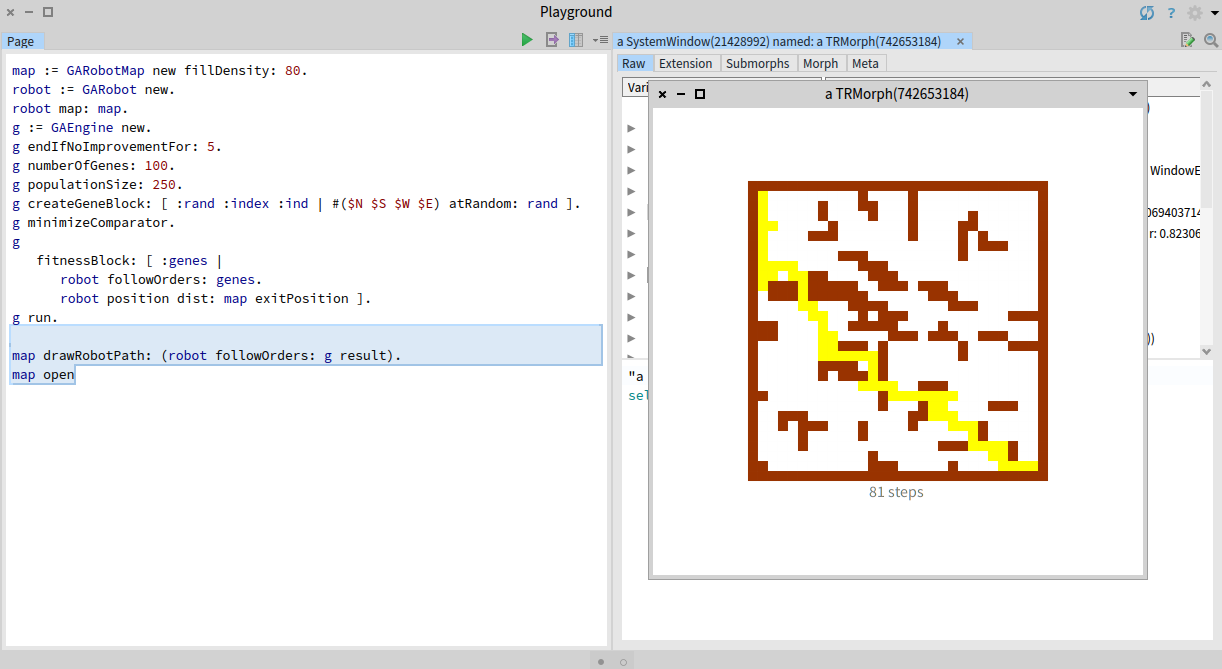 Playground
Page
map := GARobotMap new fillDensity: 80.
robot := GARobot new.
robot map: map.
g := GAEngine new.
g endIfNoImprovementFor: 5.
g numberOfGenes: 100.
g populationSize: 250.
g createGeneBlock: [ :rand :index :ind | #($N $S $W $E) atRandom: rand ].
g minimizeComparator.
g
fitnessBlock: [ :genes |
robot followOrders: genes.
robot position dist: map exitPosition ].
g run.
map drawRobotPath: (robot followOrders: g result).
map open
a SystemWindow(21428992) named: a TRMorph(742653184)
Raw Extension Submorphs Morph Meta
Vari
a TRMorph(742653184)
)
WindowE
069403714
r: 0.82306
))
"a
sel
81 steps